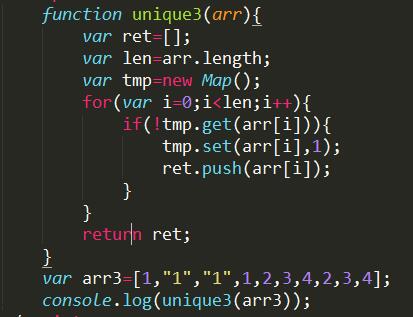 function unique3(arr){
    var ret=[];
    var len=arr.length;
    var tmp=new Map();
    for(var i=0;i<len;i++){
        if(!tmp.get(arr[i])){
            tmp.set(arr[i],1);
            ret.push(arr[i]);
        }
    }
    return ret;
}
var arr3=[1,"1","1",1,2,3,4,2,3,4];
console.log(unique3(arr3));